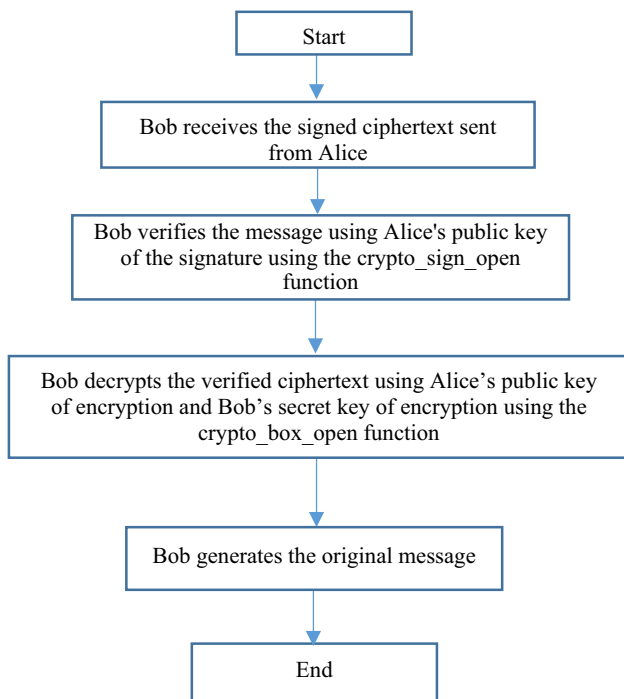 Start
Bob receives the signed ciphertext sent
from Alice
Bob verifies the message using Alice's public key
of the signature using the crypto_sign_open
function
Bob decrypts the verified ciphertext using Alice’s public key
of encryption and Bob’s secret key of encryption using the
crypto_box_open function
Bob generates the original message
End